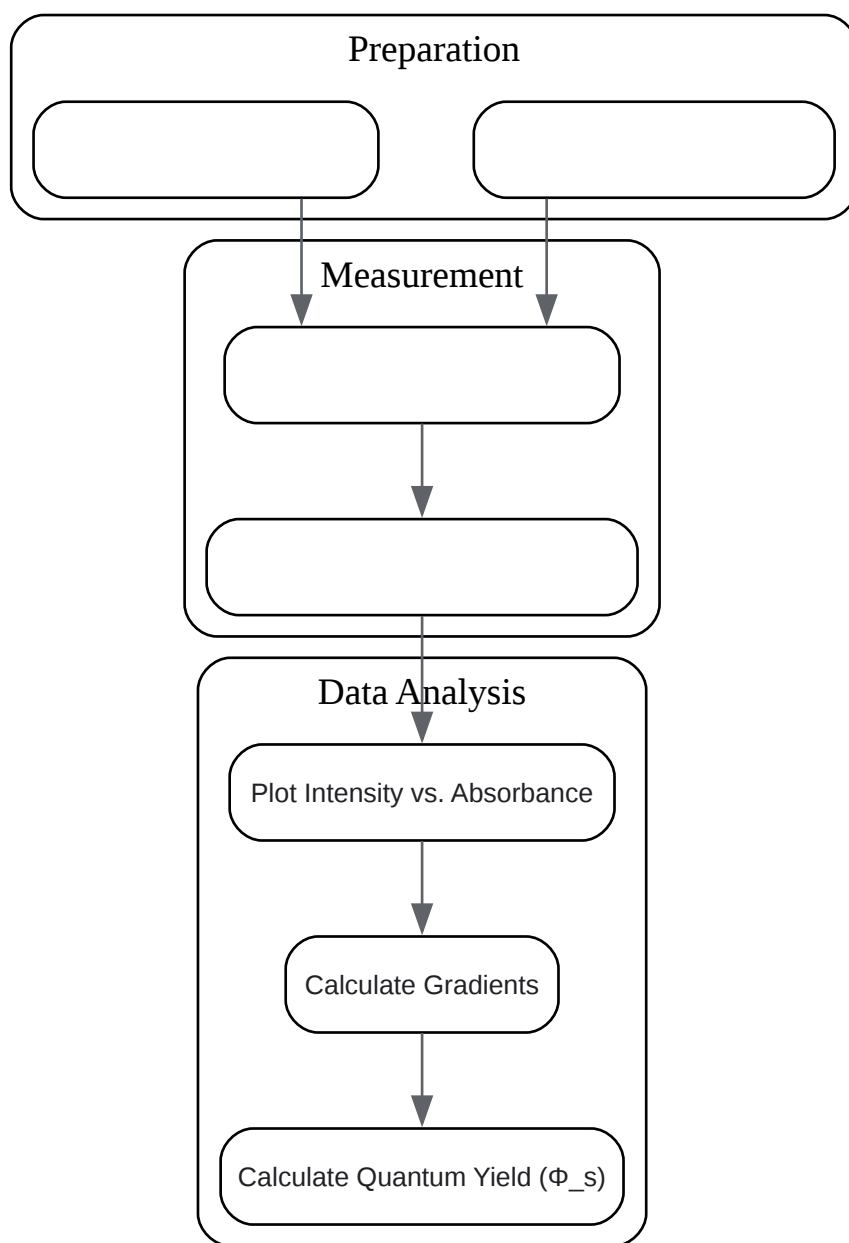 Preparation
Measurement
Data Analysis
Plot Intensity vs. Absorbance
Calculate Gradients
Calculate Quantum Yield (Φ_s)